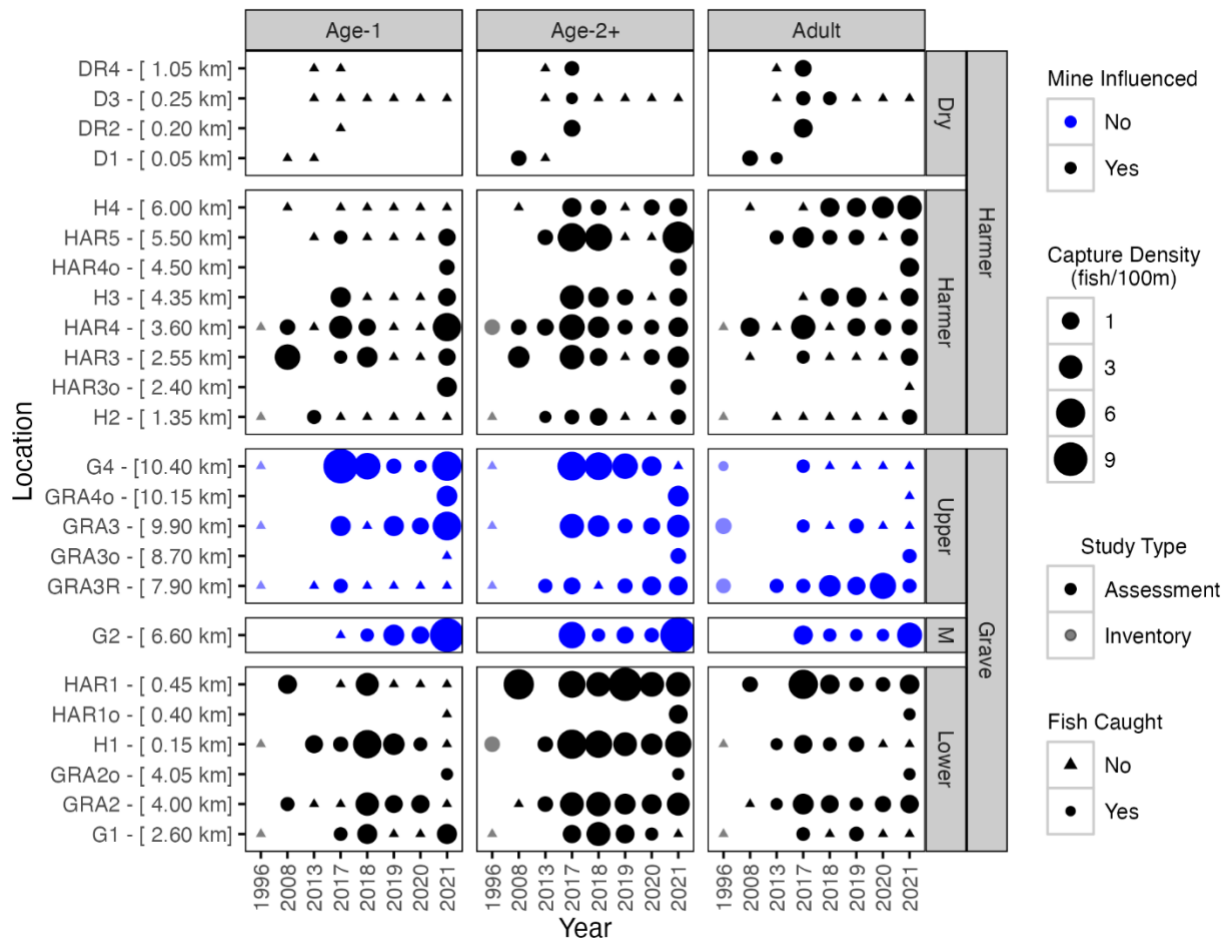 Age-1
Age-2+
Adult
DR4 - [ 1.05 km]
D3 - [ 0.25 km]
DR2 - [ 0.20 km]
D1 - [ 0.05 km]
Dry
H4 - [ 6.00 km]
HAR5 - [ 5.50 km]
HAR4o - [ 4.50 km]
H3 - [ 4.35 km]
HAR4 - [ 3.60 km]
HAR3 - [ 2.55 km]
HAR3o - [ 2.40 km]
H2 - [ 1.35 km]
Harmer
Harmer
G4 - [10.40 km]
GRA4o - [10.15 km]
GRA3 - [ 9.90 km]
GRA3o - [ 8.70 km]
GRA3R - [ 7.90 km]
Upper
G2 - [ 6.60 km]
M
HAR1 - [ 0.45 km]
HAR1o - [ 0.40 km]
H1 - [ 0.15 km]
GRA2o - [ 4.05 km]
GRA2 - [ 4.00 km]
G1 - [ 2.60 km]
Lower
Grave
Location
1996 2008 2013 2017 2018 2019 2020 2021
1996 2008 2013 2017 2018 2019 2020 2021
1996 2008 2013 2017 2018 2019 2020 2021
Year
Mine Influenced
No
Yes
Capture Density
(fish/100m)
1
3
6
9
Study Type
Assessment
Inventory
Fish Caught
No
Yes